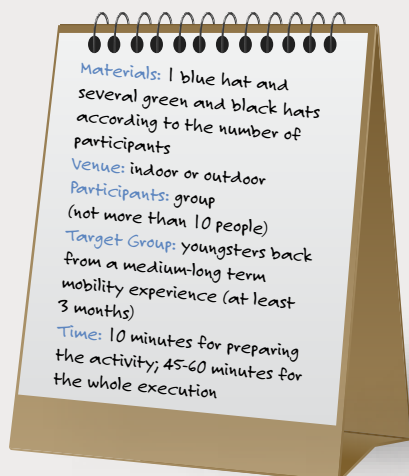 Materials: 1 blue hat and
several green and black hats
according to the number of
participants
Venue: indoor or outdoor
Participants: group
(not more than 10 people)
Target Group: youngsters back
from a medium-long term
mobility experience (at least
3 months)
Time: 10 minutes for preparing
the activity; 45-60 minutes for
the whole execution